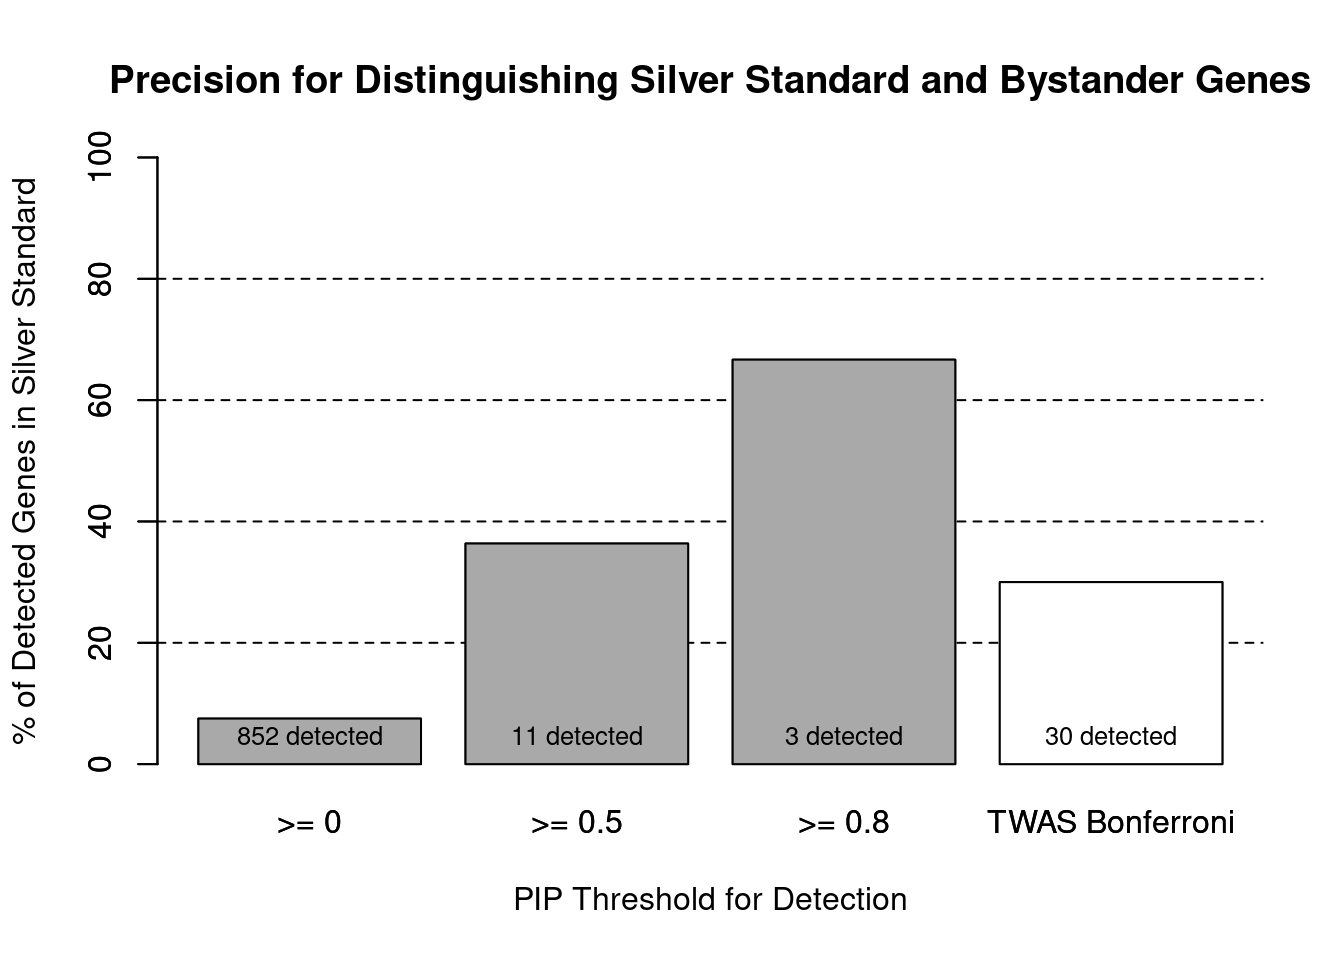 Precision for Distinguishing Silver Standard and Bystander Genes
% of Detected Genes in Silver Standard
100
80
60
40
20
0
852 detected
11 detected
3 detected
30 detected
>= 0
>= 0.5
>= 0.8
TWAS Bonferroni
PIP Threshold for Detection